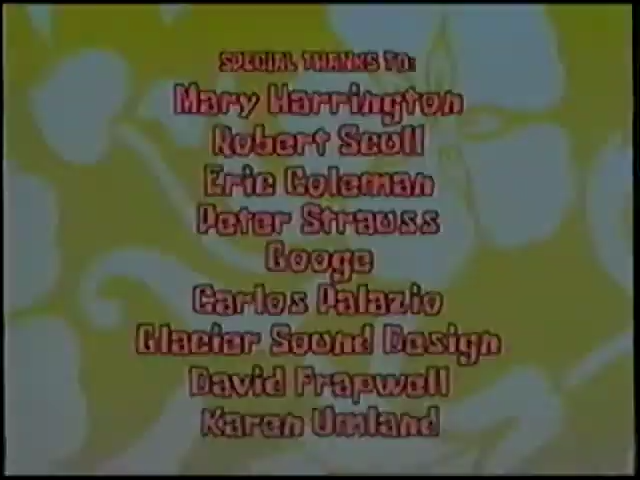 SPECIAL THANKS TO:
Mary Harrington
Robert Scull
Eric Coleman
Peter Strauss
Googe
Carlos Palazio
Glacier Sound Design
David Frapwell
Karen Umland